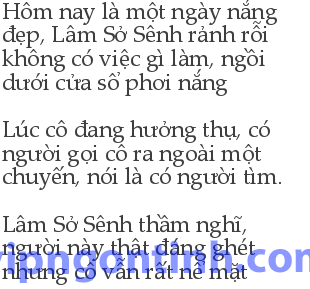 Hôm nay là một ngày nắng
đẹp, Lâm Sở Sênh rảnh rỗi
không có việc gì làm, ngồi
dưới cửa sổ phơi nắng
Lúc cô đang hưởng thụ, có
người gọi cô ra ngoài một
chuyến, nói là có người tìm.
Lâm Sở Sênh thầm nghĩ,
người này thật đáng ghét
nhưng cô vẫn rất nể mặt
vipngontinh.com